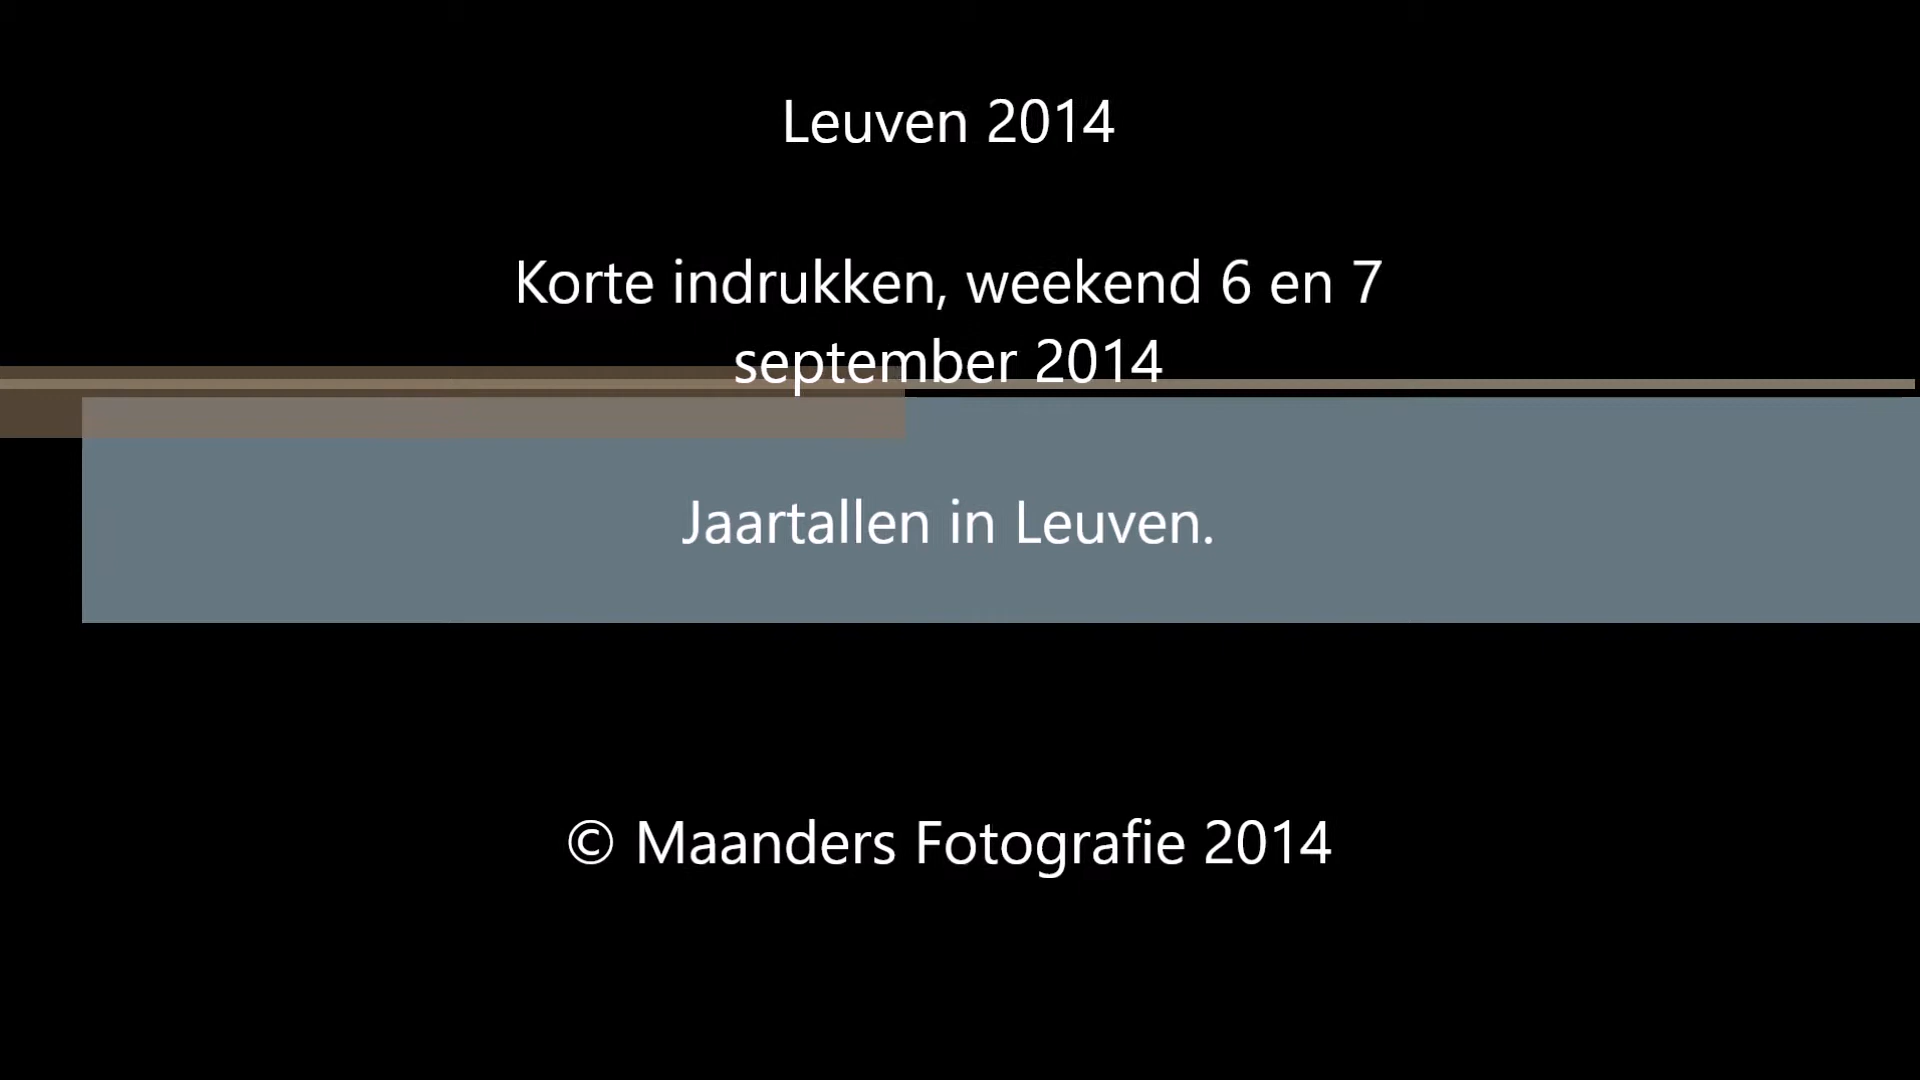 Leuven 2014
Korte indrukken, weekend 6 en 7
september 2014
Jaartallen in Leuven.
© Maanders Fotografie 2014